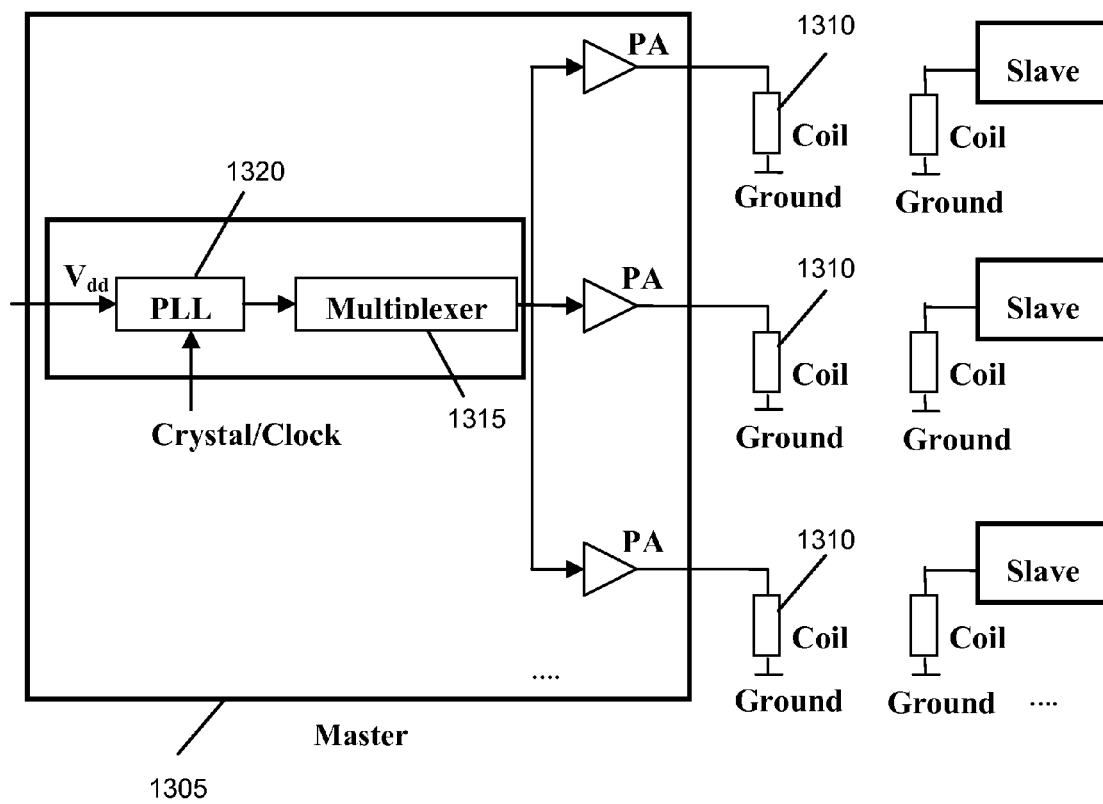 PA
1310
Slave
Coil
Coil
Ground
Ground
1320
Vdd
PLL
Multiplexer
PA
1310
Slave
Coil
Coil
Ground
Ground
1315
Crystal/Clock
PA
1310
Slave
Coil
Coil
....
Ground
Ground ....
Master
1305